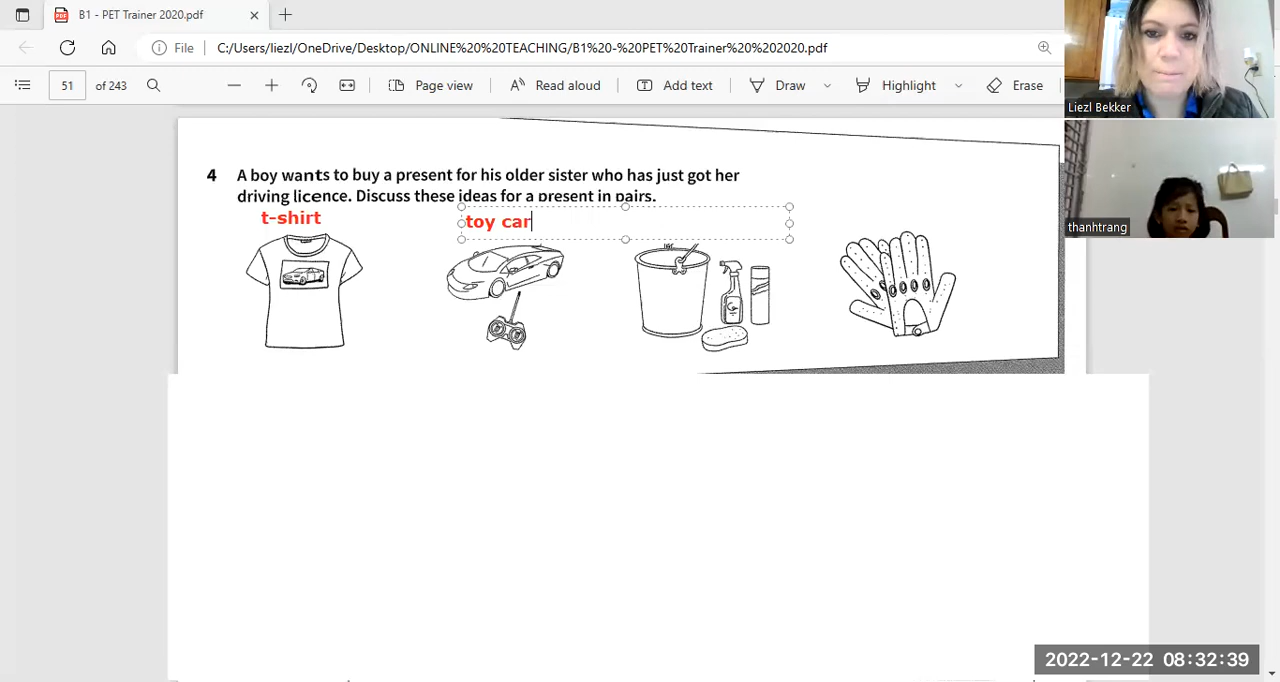 B1 - PET Trainer 2020.pdf
File
C:/Users/liezl/OneDrive/Desktop/ONLINE%20%20TEACHING/B1%20-%20PET%20Trainer%20%202020.pdf
51 of 243
Page view
Read aloud
Add text
Draw
Highlight
Erase
Liezl Bekker
thanhtrang
4 A boy wants to buy a present for his older sister who has just got her
driving licence. Discuss these ideas for a present in pairs.
t-shirt
toy car
2022-12-22 08:32:39